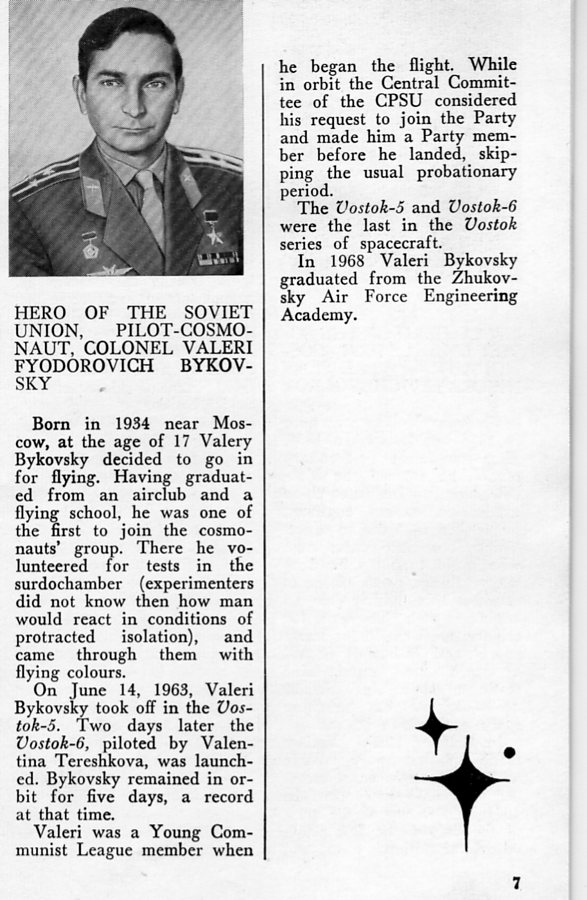 HERO OF THE SOVIET
UNION, PILOT-COSMO-
NAUT, COLONEL VALERI
FYODOROVICH BYKOV-
SKY
Born in 1934 near Mos-
cow, at the age of 17 Valery
Bykovsky decided to go in
for flying. Having graduat-
ed from an airclub and a
flying school, he was one of
the first to join the cosmo-
nauts' group. There he vo-
lunteered for tests in the
surdochamber (experimenters
did not know then how man
would react in conditions of
protracted isolation), and
came through them with
flying colours.
On June 14, 1963, Valeri
Bykovsky took off in the Vos-
tok-5. Two days later the
Vostok-6, piloted by Valen-
tina Tereshkova, was launch-
ed. Bykovsky remained in or-
bit for five days, a record
at that time.
Valeri was a Young Com-
munist League member when
he began the flight. While
in orbit the Central Commit-
tee of the CPSU considered
his request to join the Party
and made him a Party mem-
ber before he landed, skip-
ping the usual probationary
period.
The Vostok-5 and Vostok-6
were the last in the Vostok
series of spacecraft.
In 1968 Valeri Bykovsky
graduated from the Zhukov-
sky Air Force Engineering
Academy.
7